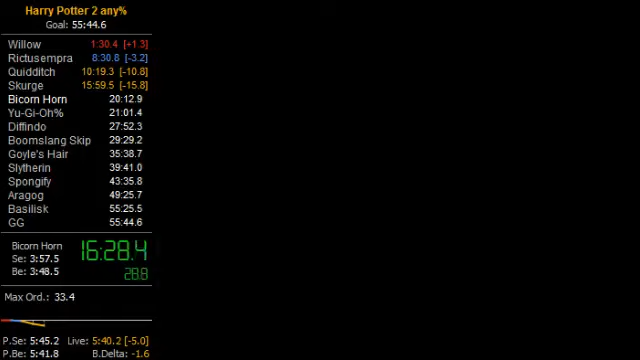 Harry Potter 2 any%
Goal: 55:44.6
Willow 1:30.4 [+1.3]
Rictusempra 8:30.8 [-3.2]
Quidditch 10:19.3 [-10.8]
Skurge 15:59.5 [-15.8]
Bicorn Horn 20:12.9
Yu-Gi-Oh% 21:01.4
Diffindo 27:52.3
Boomslang Skip 29:29.2
Goyle's Hair 35:38.7
Slytherin 39:41.0
Spongify 43:35.8
Aragog 49:25.7
Basilisk 55:25.5
GG 55:44.6
Bicorn Horn 16:28.4
Se: 3:57.5
Be: 3:48.5 28.8
Max Ord.: 33.4
P.Se: 5:45.2 Live: 5:40.2 [-5.0]
P.Be: 5:41.8 B.Delta: -1.6